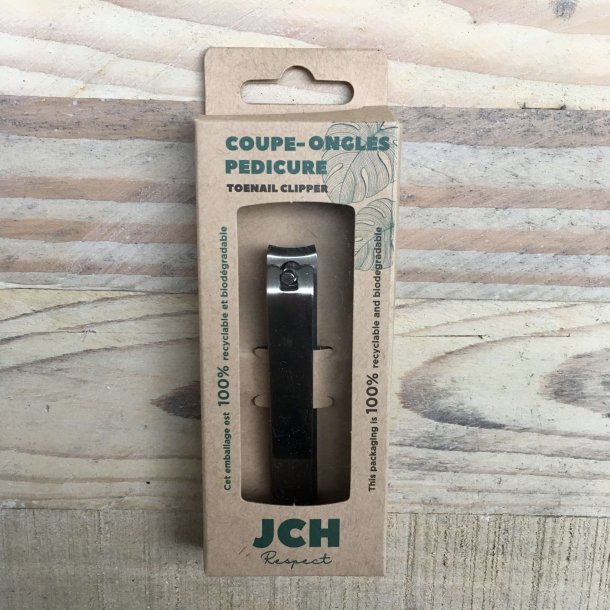 COUPE-ONGLES
PEDICURE
TOENAIL CLIPPER
Cet emballage est 100% recyclable et biodégradable
This packaging is 100% recyclable and biodegradable
JCH
Respect